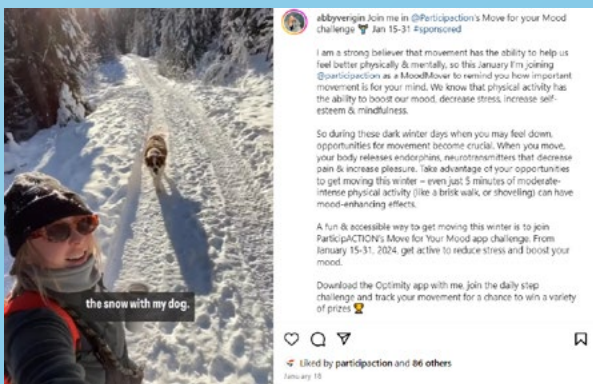 abbyverigin Join me in @Participaction's Move for your Mood
challenge Jan 15-31 #sponsored
I am a strong believer that movement has the ability to help us
feel better physically & mentally, so this January I'm joining
@participaction as a MoodMover to remind you how important
movement is for your mind. We know that physical activity has
the ability to boost our mood, decrease stress, increase self-
esteem & mindfulness.
So during these dark winter days when you may feel down,
opportunities for movement become crucial. When you move,
your body releases endorphins, neurotransmitters that decrease
pain & increase pleasure. Take advantage of your opportunities
to get moving this winter – even just 5 minutes of moderate-
intense physical activity (like a brisk walk, or shoveling) can have
mood-enhancing effects.
A fun & accessible way to get moving this winter is to join
ParticipACTION's Move for Your Mood app challenge. From
January 15-31, 2024, get active to reduce stress and boost your
mood.
Download the Optimity app with me, join the daily step
challenge and track your movement for a chance to win a variety
of prizes
the snow with my dog.
Liked by participaction and 86 others
January 18